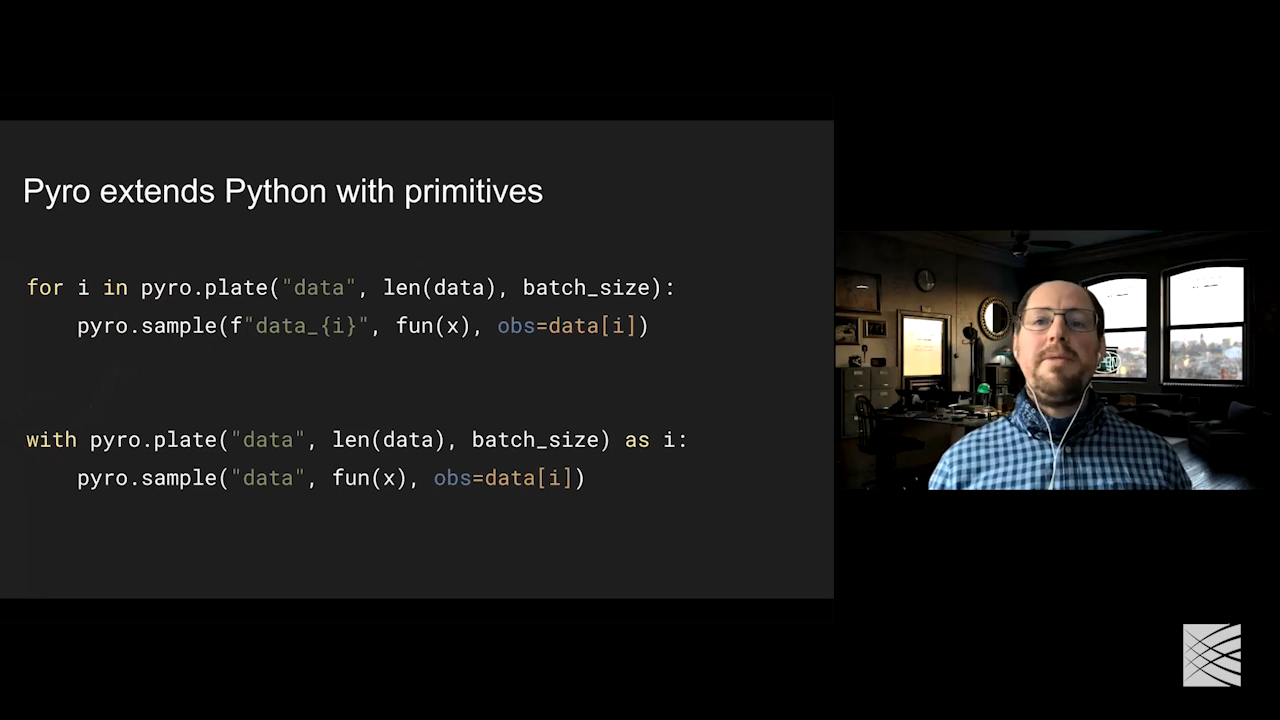 Pyro extends Python with primitives
for i in pyro.plate("data", len(data), batch_size):
    pyro.sample(f"data_{i}", fun(x), obs=data[i])
with pyro.plate("data", len(data), batch_size) as i:
    pyro.sample("data", fun(x), obs=data[i])